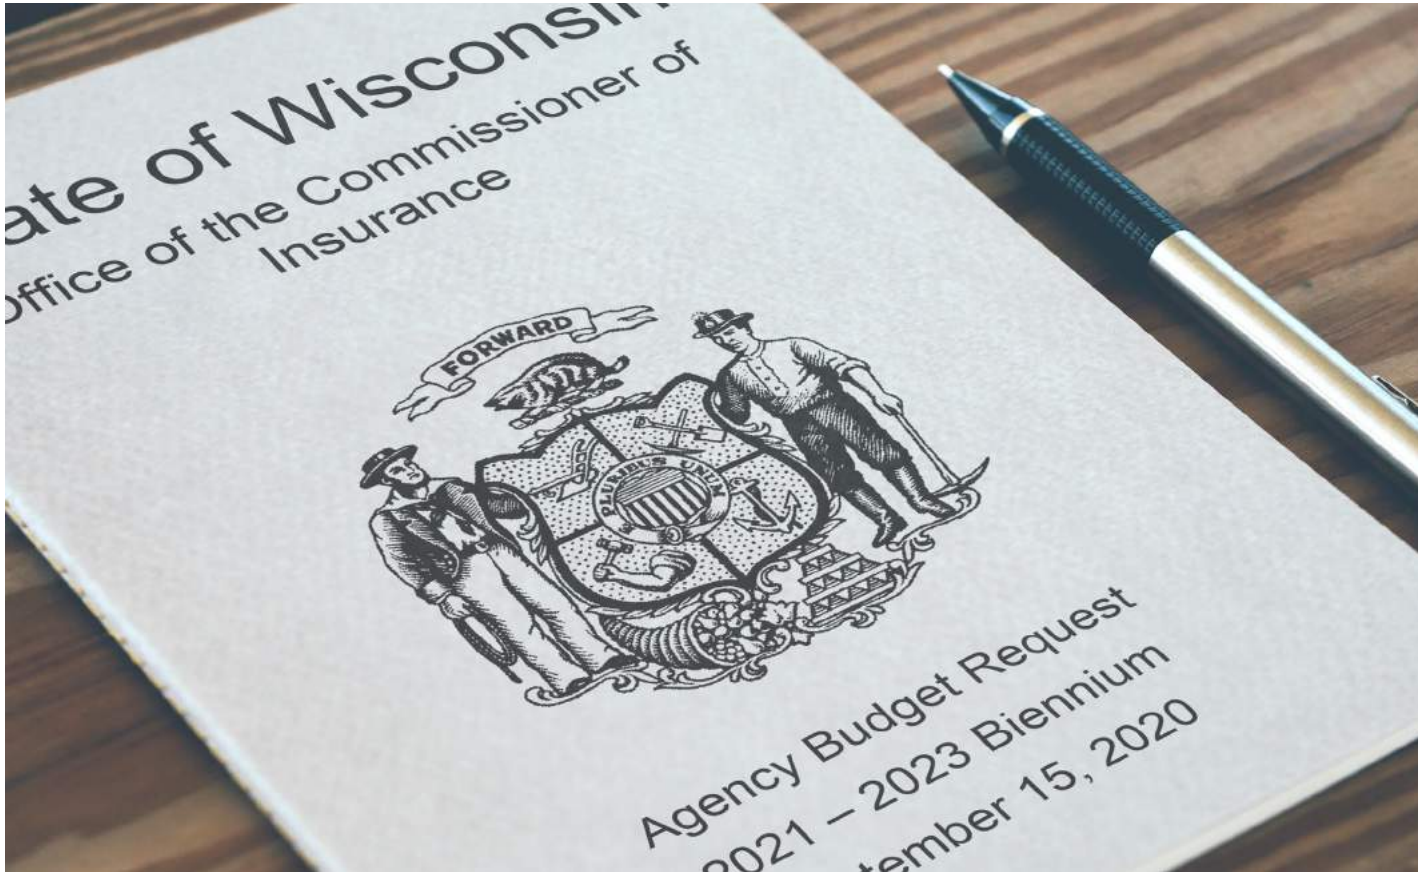 ate of Wisconsin
Office of the Commissioner of
Insurance
FORWARD
PLURIBUS UNUM
Agency Budget Request
2021 – 2023 Biennium
tember 15, 2020